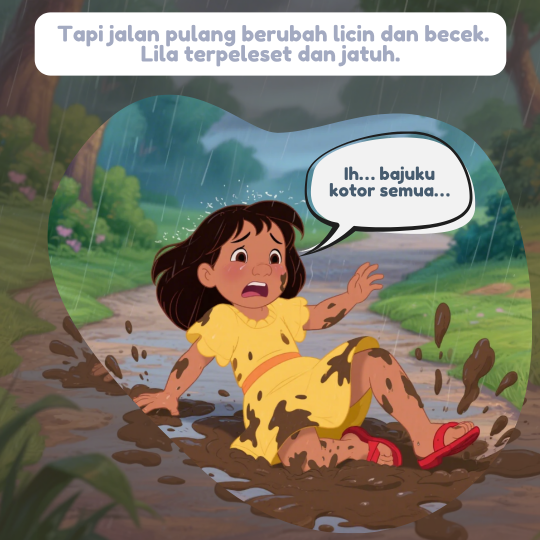 Tapi jalan pulang berubah licin dan becek.
Lila terpeleset dan jatuh.
Ih... bajuku
kotor semua...